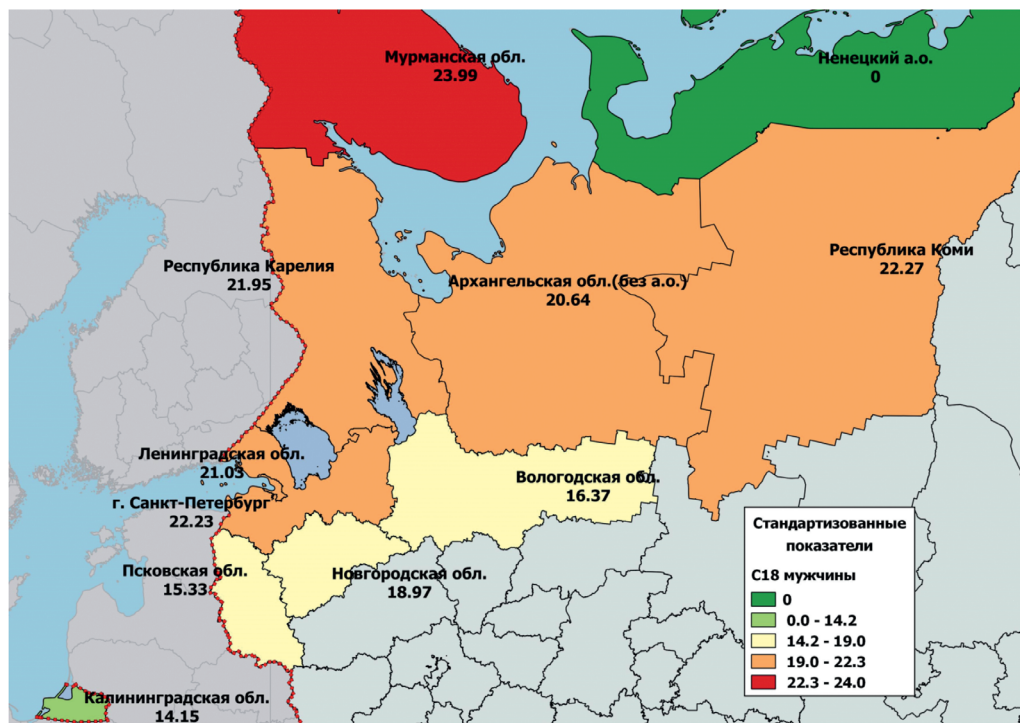 Мурманская обл.
23.99
Ненецкий а.о.
0
Республика Карелия
21.95
Архангельская обл.(без а.о.)
20.64
Республика Коми
22.27
Ленинградская обл.
21.03
г. Санкт-Петербург
22.23
Вологодская обл.
16.37
Псковская обл.
15.33
Новгородская обл.
18.97
Калининградская обл.
14.15
Стандартизованные
показатели
С18 мужчины
0
0.0 - 14.2
14.2 - 19.0
19.0 - 22.3
22.3 - 24.0